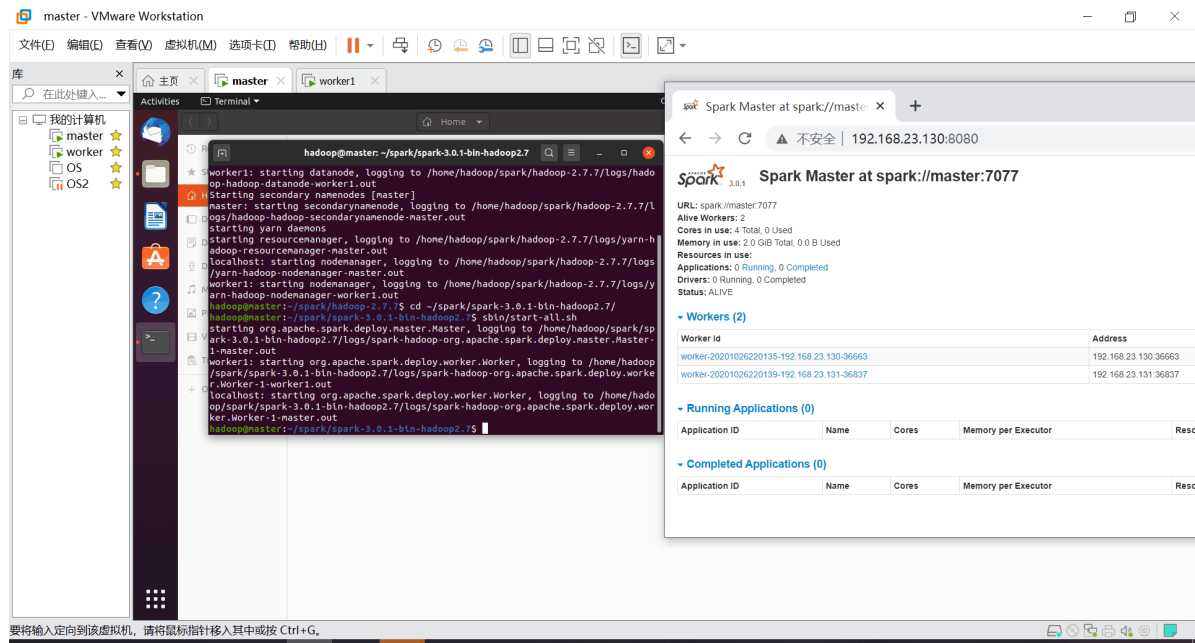 master - VMware Workstation
文件(F) 编辑(E) 查看(V) 虚拟机(M) 选项卡(T) 帮助(H)
库
在此处键入...
我的计算机
master
worker
OS
OS2
主页
master
worker1
Activities
Terminal
Home
hadoop@master: ~/spark/spark-3.0.1-bin-hadoop2.7
worker1: starting datanode, logging to /home/hadoop/spark/hadoop-2.7.7/logs/hado
op-hadoop-datanode-worker1.out
Starting secondary namenodes [master]
master: starting secondarynamenode, logging to /home/hadoop/spark/hadoop-2.7.7/l
ogs/hadoop-hadoop-secondarynamenode-master.out
starting yarn daemons
starting resourcemanager, logging to /home/hadoop/spark/hadoop-2.7.7/logs/yarn-h
adoop-resourcemanager-master.out
localhost: starting nodemanager, logging to /home/hadoop/spark/hadoop-2.7.7/logs
/yarn-hadoop-nodemanager-master.out
worker1: starting nodemanager, logging to /home/hadoop/spark/hadoop-2.7.7/logs/y
arn-hadoop-nodemanager-worker1.out
hadoop@master:~/spark/hadoop-2.7.7$ cd ~/spark/spark-3.0.1-bin-hadoop2.7/
hadoop@master:~/spark/spark-3.0.1-bin-hadoop2.7$ sbin/start-all.sh
starting org.apache.spark.deploy.master.Master, logging to /home/hadoop/spark/sp
ark-3.0.1-bin-hadoop2.7/logs/spark-hadoop-org.apache.spark.deploy.master.Master-
1-master.out
worker1: starting org.apache.spark.deploy.worker.Worker, logging to /home/hadoop
/spark/spark-3.0.1-bin-hadoop2.7/logs/spark-hadoop-org.apache.spark.deploy.worke
r.Worker-1-worker1.out
localhost: starting org.apache.spark.deploy.worker.Worker, logging to /home/hado
op/spark/spark-3.0.1-bin-hadoop2.7/logs/spark-hadoop-org.apache.spark.deploy.wor
ker.Worker-1-master.out
hadoop@master:~/spark/spark-3.0.1-bin-hadoop2.7$
Spark Master at spark://maste
不安全 192.168.23.130:8080
APACHE Spark 3.0.1 Spark Master at spark://master:7077
URL: spark://master:7077
Alive Workers: 2
Cores in use: 4 Total, 0 Used
Memory in use: 2.0 GiB Total, 0.0 B Used
Resources in use:
Applications: 0 Running, 0 Completed
Drivers: 0 Running, 0 Completed
Status: ALIVE
Workers (2)
Worker Id Address
worker-20201026220135-192.168.23.130-36663 192.168.23.130:36663
worker-20201026220139-192.168.23.131-36837 192.168.23.131:36837
Running Applications (0)
Application ID Name Cores Memory per Executor Reso
Completed Applications (0)
Application ID Name Cores Memory per Executor Reso
要将输入定向到该虚拟机，请将鼠标指针移入其中或按 Ctrl+G。